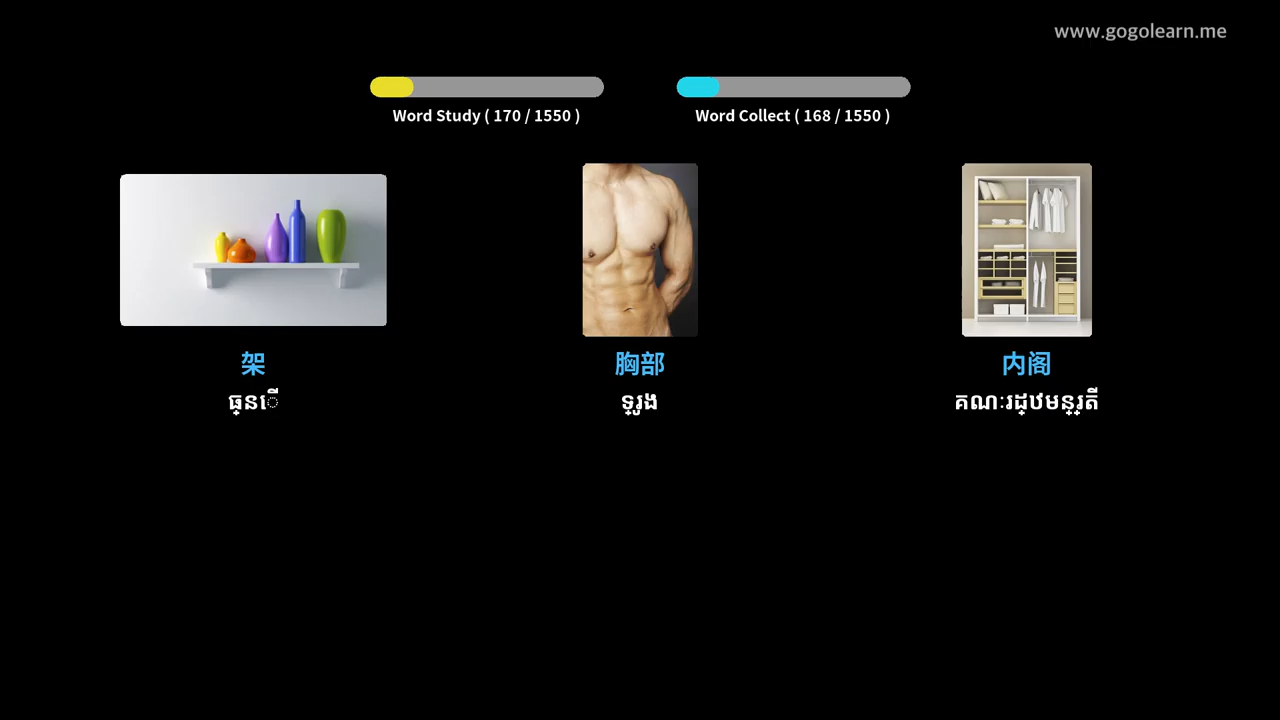 www.gogolearn.me
Word Study ( 170 / 1550 )
Word Collect ( 168 / 1550 )
架
胸部
内阁
ធ្នើ
ទ្រូង
គណៈរដ្ឋមន្រ្តី